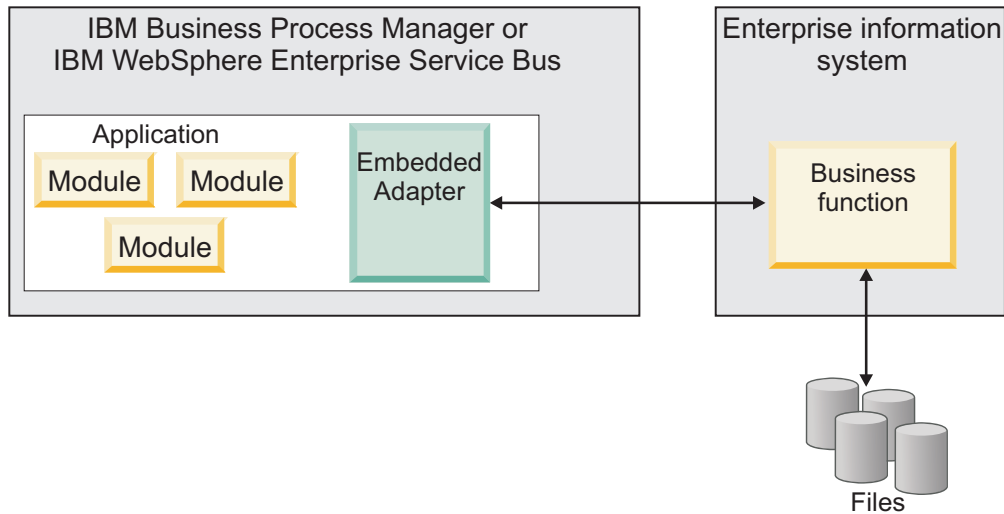 IBM Business Process Manager or
IBM WebSphere Enterprise Service Bus
Application
Module
Module
Module
Embedded
Adapter
Enterprise information
system
Business
function
Files